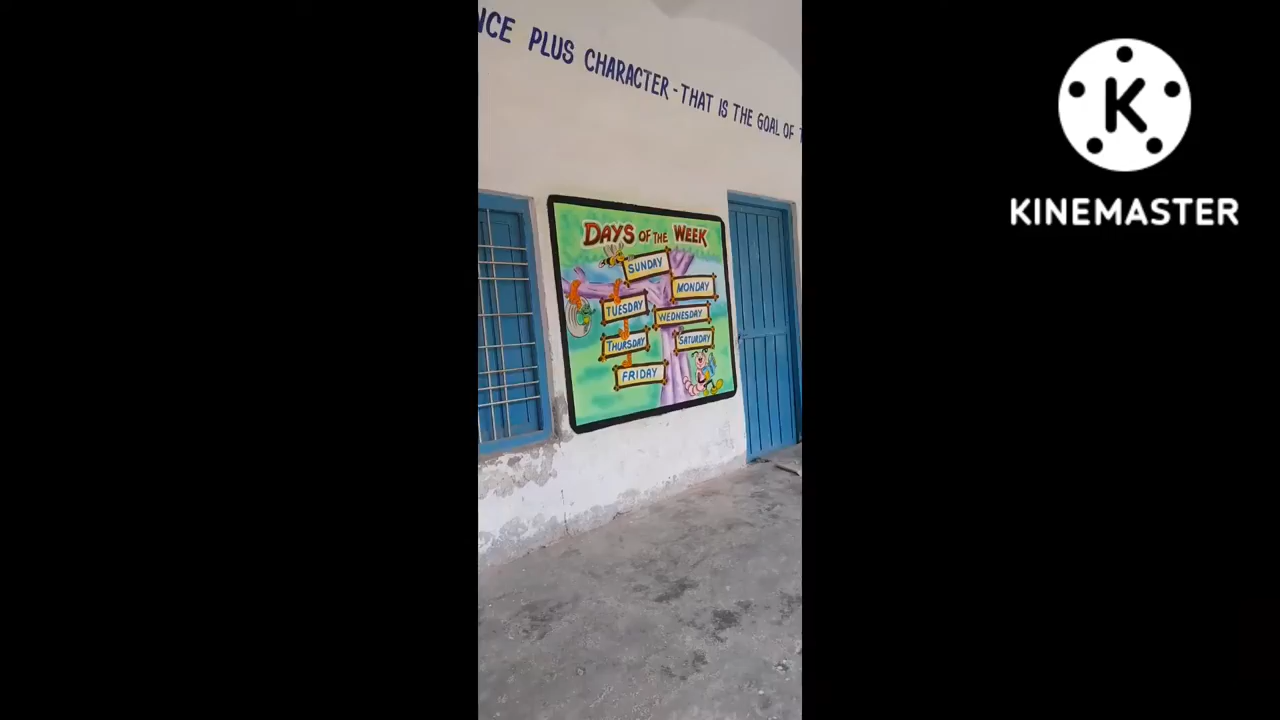 NCE PLUS CHARACTER - THAT IS THE GOAL OF
DAYS OF THE WEEK
SUNDAY
MONDAY
TUESDAY
WEDNESDAY
THURSDAY
SATURDAY
FRIDAY
K
KINEMASTER